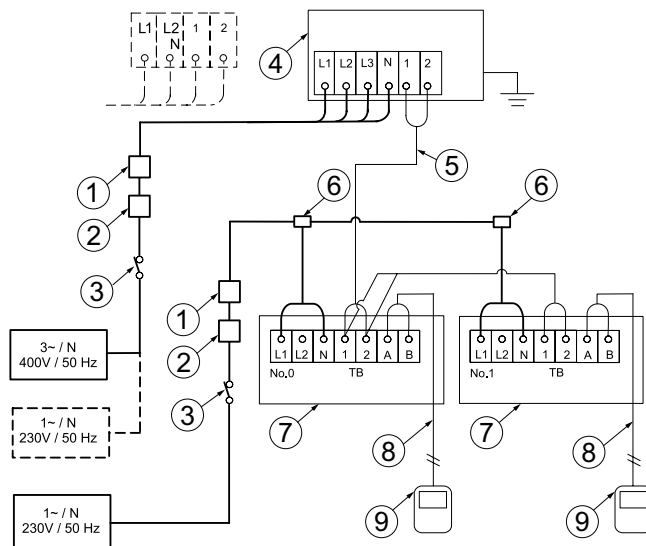 L1 L2 1 2
N
4
L1 L2 L3 N 1 2
1
5
2
6
6
3
1
2
3~ / N
400V / 50 Hz
L1 L2 N 1 2 A B
No.0 TB
L1 L2 N 1 2 A B
No.1 TB
3
1~ / N
230V / 50 Hz
7
8
7
8
1~ / N
230V / 50 Hz
9
9